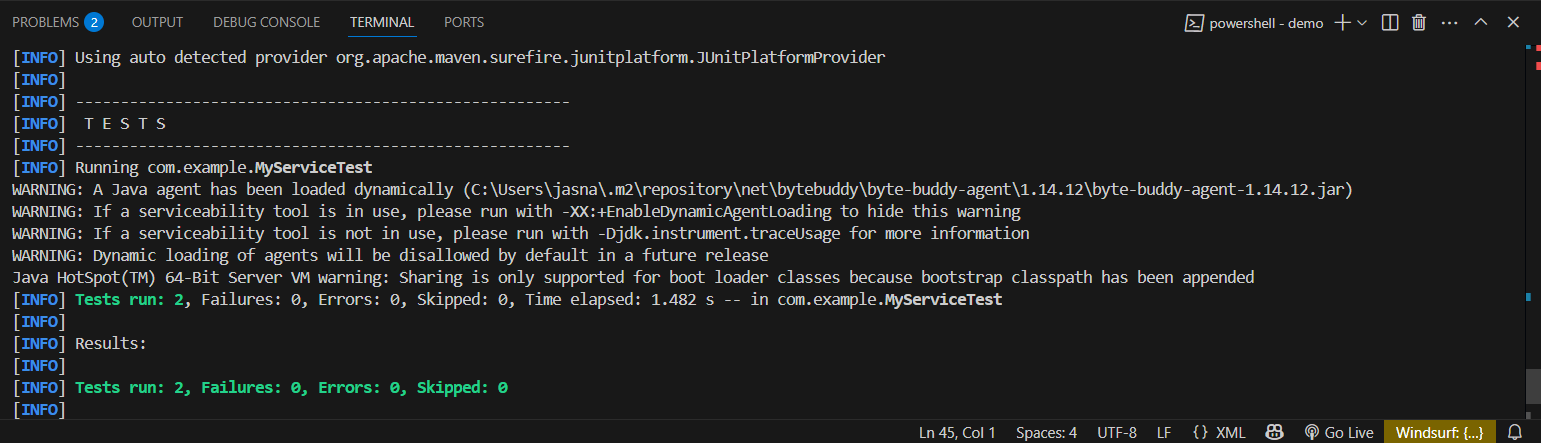 PROBLEMS 2 OUTPUT DEBUG CONSOLE TERMINAL PORTS powershell - demo
[INFO] Using auto detected provider org.apache.maven.surefire.junitplatform.JUnitPlatformProvider
[INFO]
[INFO] -------------------------------------------------------
[INFO]  T E S T S
[INFO] -------------------------------------------------------
[INFO] Running com.example.MyServiceTest
WARNING: A Java agent has been loaded dynamically (C:\Users\jasna\.m2\repository\net\bytebuddy\byte-buddy-agent\1.14.12\byte-buddy-agent-1.14.12.jar)
WARNING: If a serviceability tool is in use, please run with -XX:+EnableDynamicAgentLoading to hide this warning
WARNING: If a serviceability tool is not in use, please run with -Djdk.instrument.traceUsage for more information
WARNING: Dynamic loading of agents will be disallowed by default in a future release
Java HotSpot(TM) 64-Bit Server VM warning: Sharing is only supported for boot loader classes because bootstrap classpath has been appended
[INFO] Tests run: 2, Failures: 0, Errors: 0, Skipped: 0, Time elapsed: 1.482 s -- in com.example.MyServiceTest
[INFO]
[INFO] Results:
[INFO]
[INFO] Tests run: 2, Failures: 0, Errors: 0, Skipped: 0
[INFO]
Ln 45, Col 1 Spaces: 4 UTF-8 LF {} XML Go Live Windsurf: {...}